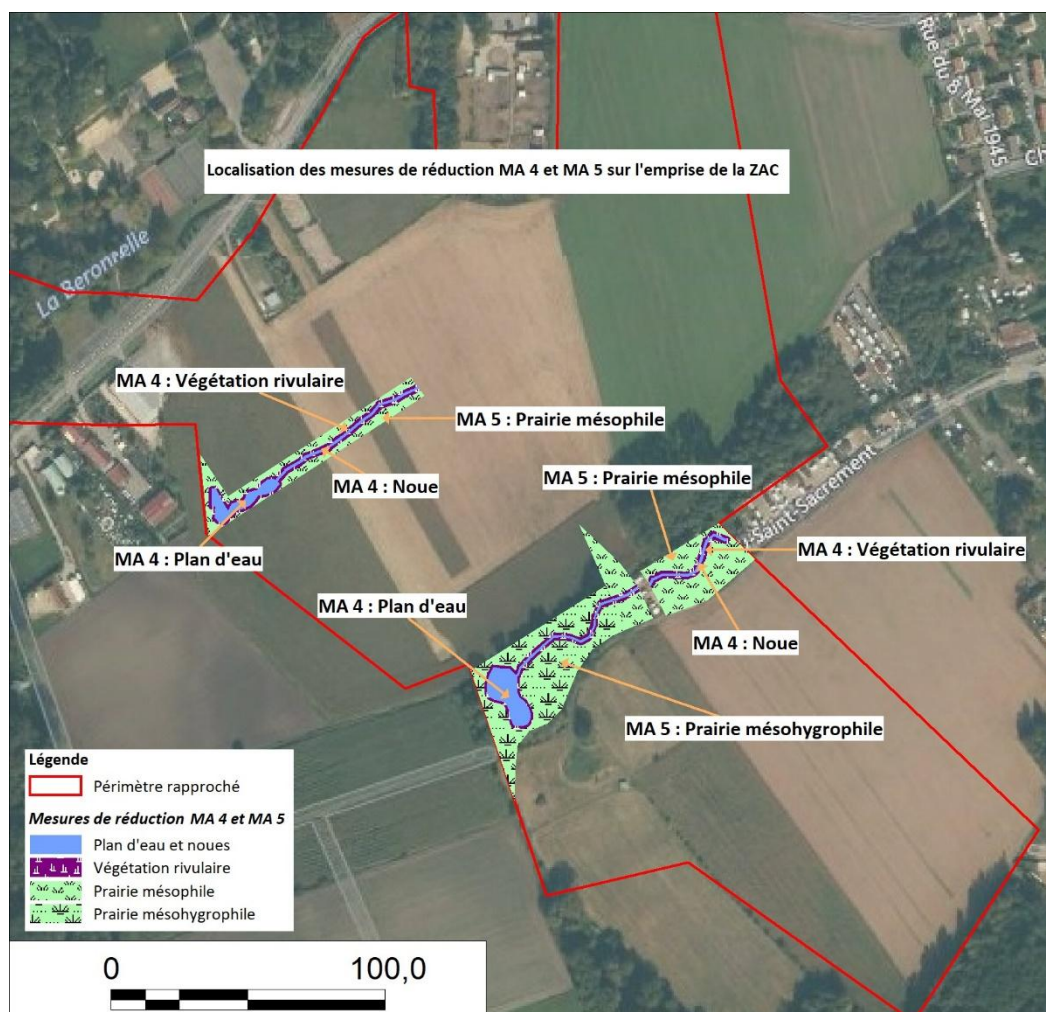 Localisation des mesures de réduction MA 4 et MA 5 sur l'emprise de la ZAC
Rue du 8 Mai 1945
La Beronnelle
MA 4 : Végétation rivulaire
MA 5 : Prairie mésophile
MA 4 : Noue
MA 4 : Plan d'eau
MA 5 : Prairie mésophile
-Saint-Sacrement
MA 4 : Végétation rivulaire
MA 4 : Plan d'eau
MA 4 : Noue
MA 5 : Prairie mésohygrophile
Légende
Périmètre rapproché
Mesures de réduction MA 4 et MA 5
Plan d'eau et noues
Végétation rivulaire
Prairie mésophile
Prairie mésohygrophile
0 100,0